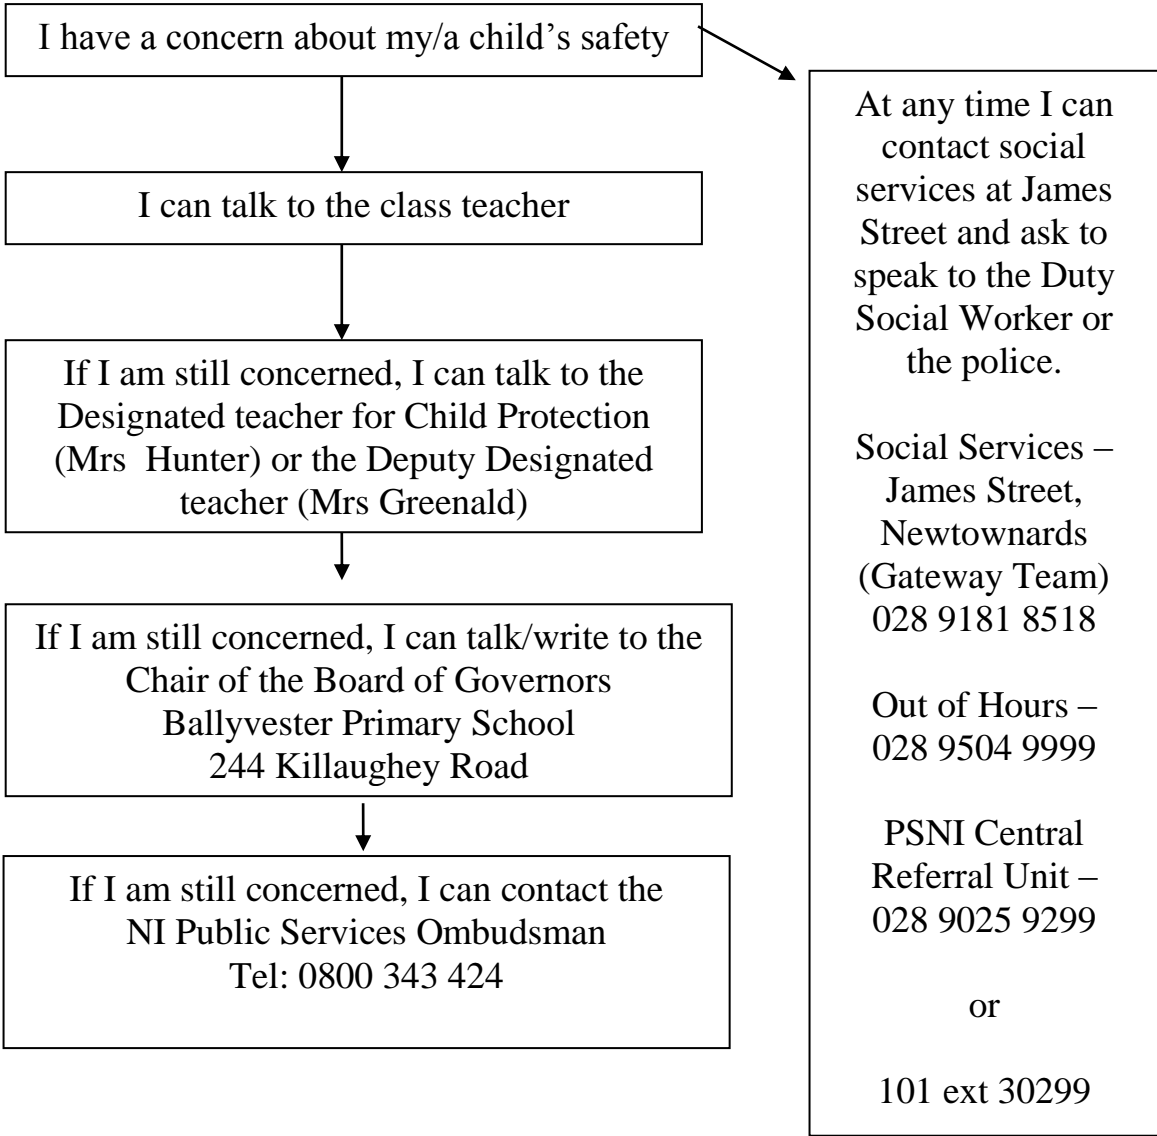 I have a concern about my/a child’s safety
I can talk to the class teacher
If I am still concerned, I can talk to the
Designated teacher for Child Protection
(Mrs  Hunter) or the Deputy Designated
teacher (Mrs Greenald)
If I am still concerned, I can talk/write to the
Chair of the Board of Governors
Ballyvester Primary School
244 Killaughey Road
If I am still concerned, I can contact the
NI Public Services Ombudsman
Tel: 0800 343 424
At any time I can
contact social
services at James
Street and ask to
speak to the Duty
Social Worker or
the police.
Social Services –
James Street,
Newtownards
(Gateway Team)
028 9181 8518
Out of Hours –
028 9504 9999
PSNI Central
Referral Unit –
028 9025 9299
or
101 ext 30299